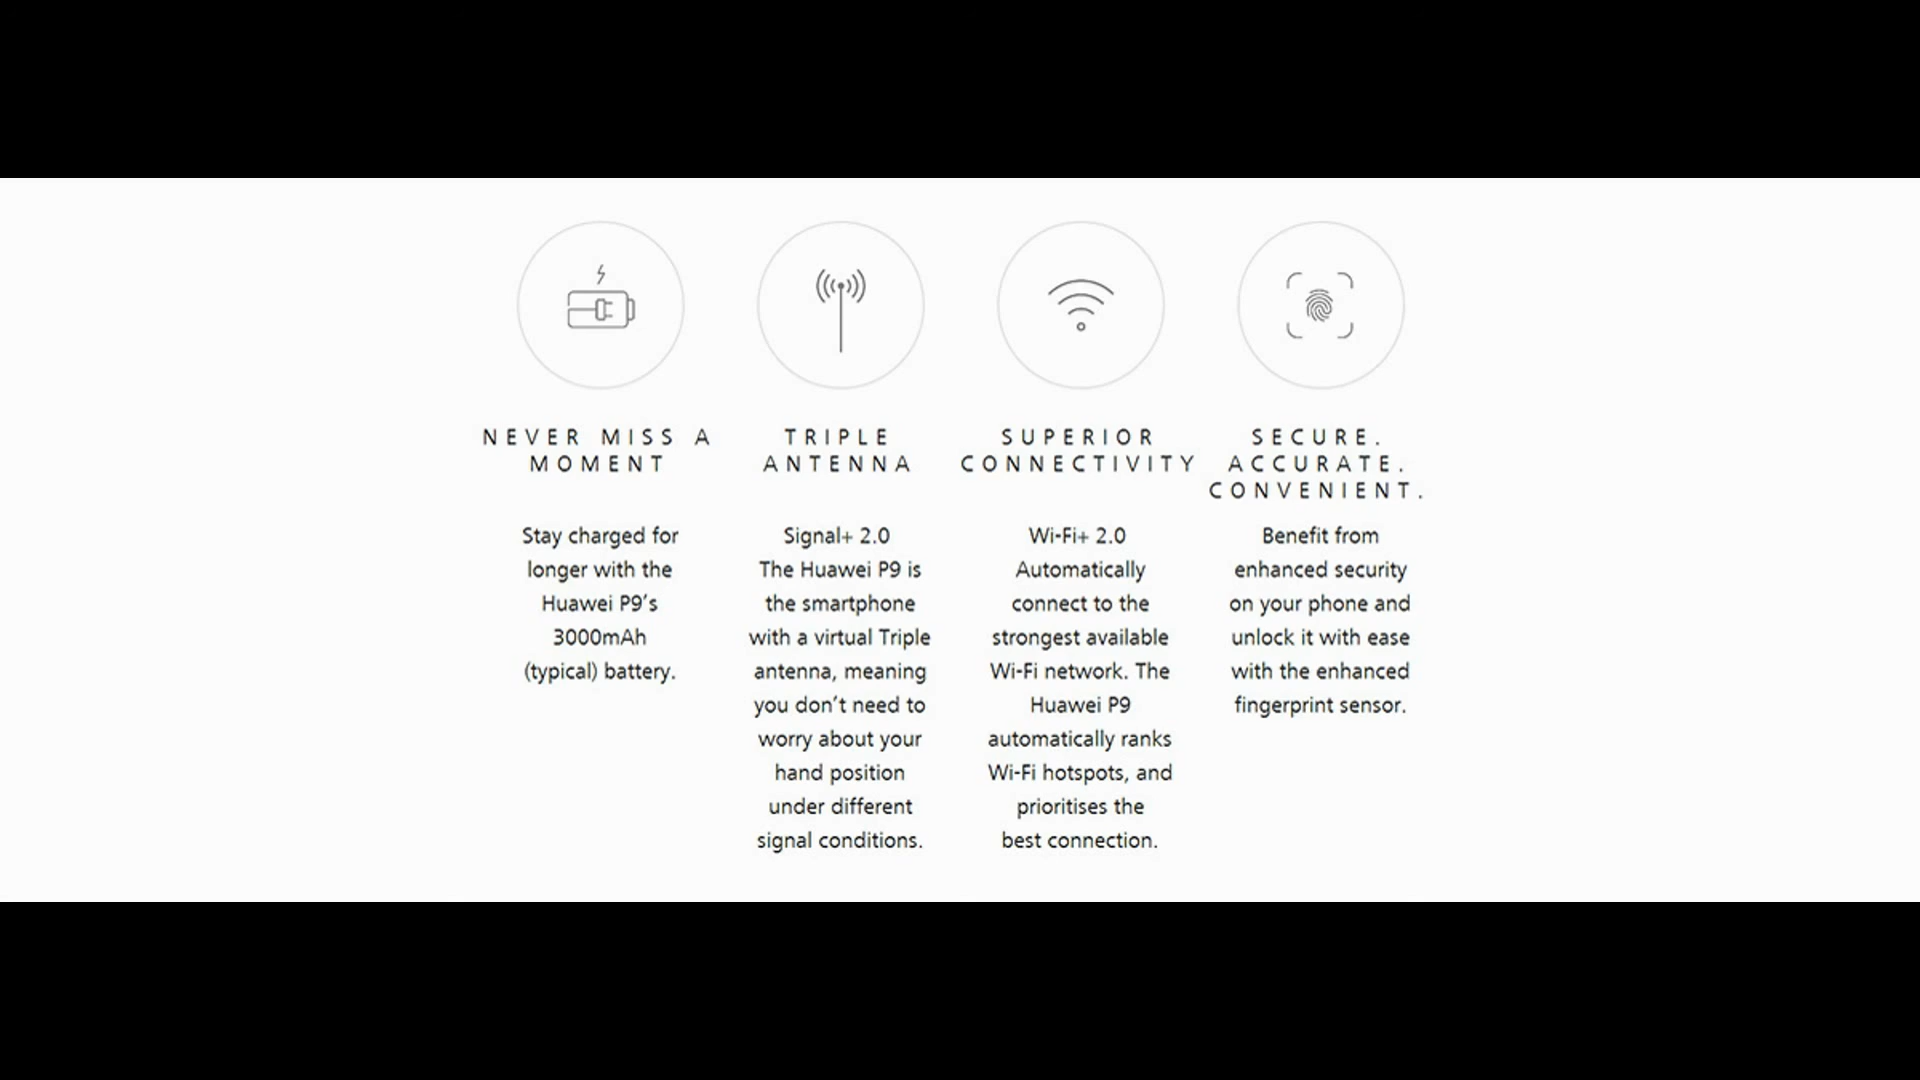 NEVER MISS A
MOMENT
Stay charged for
longer with the
Huawei P9's
3000mAh
(typical) battery.
TRIPLE
ANTENNA
Signal+ 2.0
The Huawei P9 is
the smartphone
with a virtual Triple
antenna, meaning
you don't need to
worry about your
hand position
under different
signal conditions.
SUPERIOR
CONNECTIVITY
Wi-Fi+ 2.0
Automatically
connect to the
strongest available
Wi-Fi network. The
Huawei P9
automatically ranks
Wi-Fi hotspots, and
prioritises the
best connection.
SECURE.
ACCURATE.
CONVENIENT.
Benefit from
enhanced security
on your phone and
unlock it with ease
with the enhanced
fingerprint sensor.